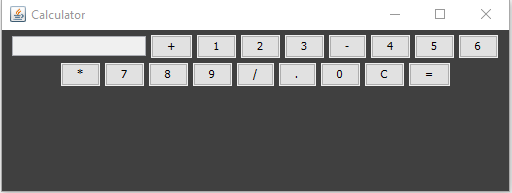 Calculator
+ 1 2 3 - 4 5 6
* 7 8 9 / . 0 C =